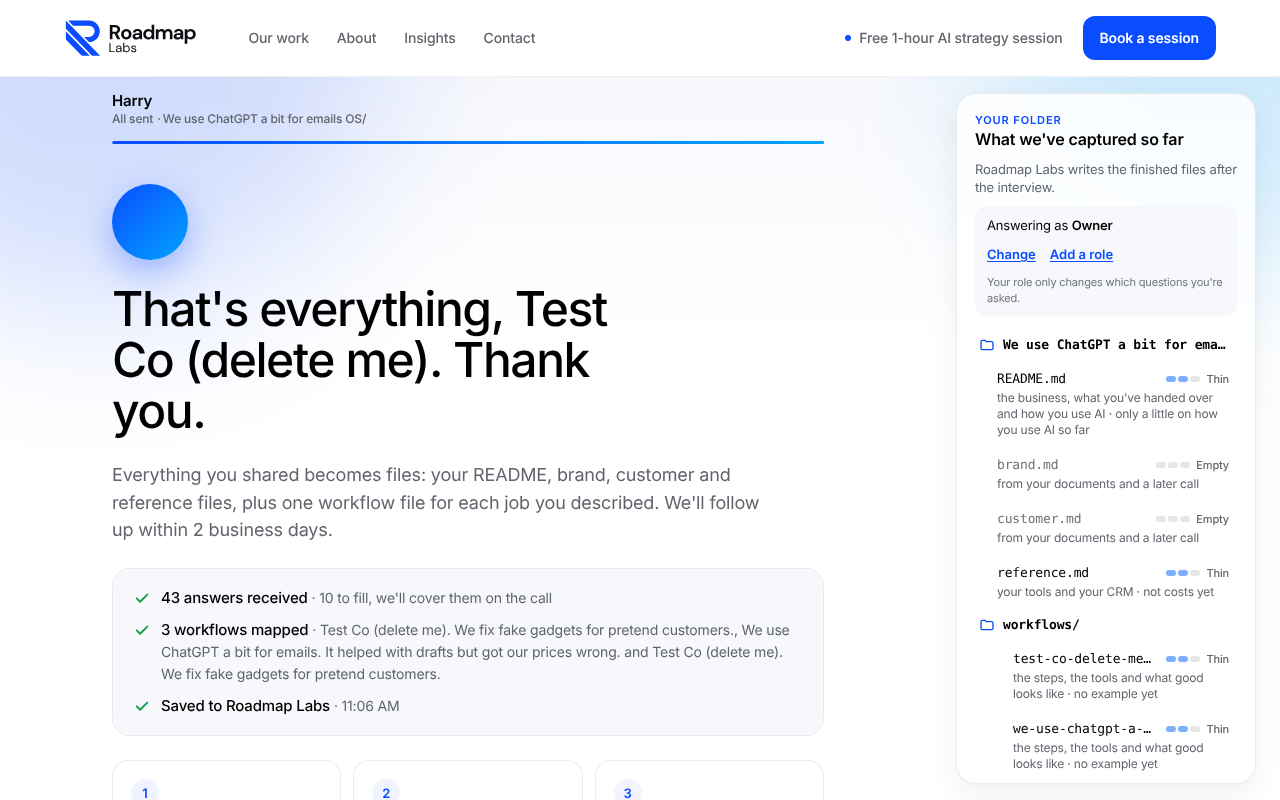 Roadmap
Labs
Our work
About
Insights
Contact
Free 1-hour AI strategy session
Book a session
Harry
All sent · We use ChatGPT a bit for emails OS/
That's everything, Test
Co (delete me). Thank
you.
Everything you shared becomes files: your README, brand, customer and
reference files, plus one workflow file for each job you described. We'll follow
up within 2 business days.
43 answers received · 10 to fill, we'll cover them on the call
3 workflows mapped · Test Co (delete me). We fix fake gadgets for pretend customers., We use
ChatGPT a bit for emails. It helped with drafts but got our prices wrong. and Test Co (delete me).
We fix fake gadgets for pretend customers.
Saved to Roadmap Labs · 11:06 AM
1
2
3
YOUR FOLDER
What we've captured so far
Roadmap Labs writes the finished files after
the interview.
Answering as Owner
Change
Add a role
Your role only changes which questions you're
asked.
We use ChatGPT a bit for ema…
README.md
Thin
the business, what you've handed over
and how you use AI · only a little on how
you use AI so far
brand.md
Empty
from your documents and a later call
customer.md
Empty
from your documents and a later call
reference.md
Thin
your tools and your CRM · not costs yet
workflows/
test-co-delete-me…
Thin
the steps, the tools and what good
looks like · no example yet
we-use-chatgpt-a-…
Thin
the steps, the tools and what good
looks like · no example yet